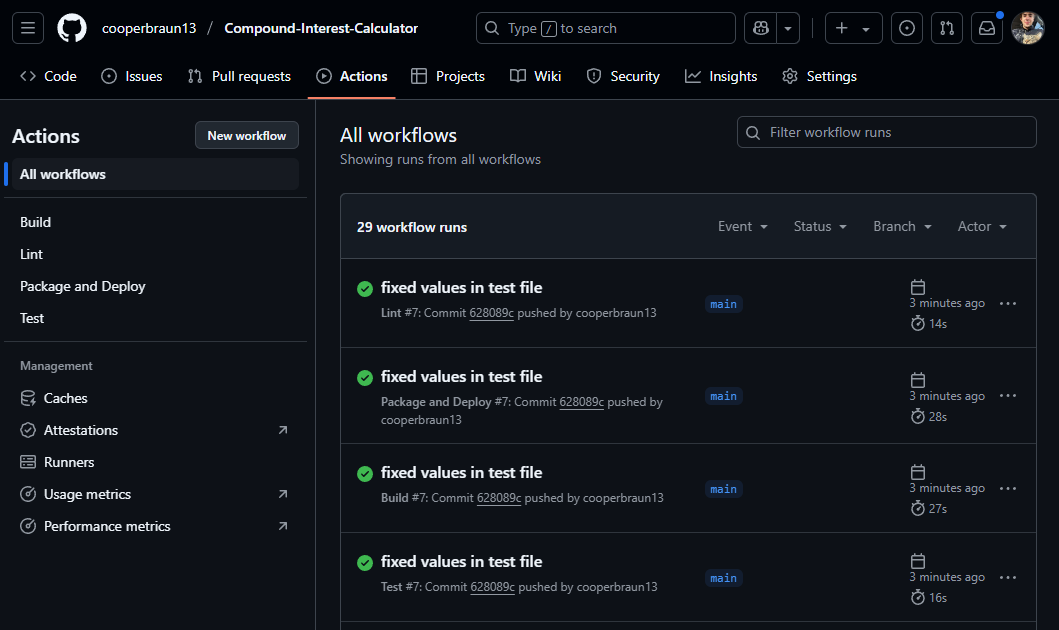 cooperbraun13 / Compound-Interest-Calculator
Type / to search
Code Issues Pull requests Actions Projects Wiki Security Insights Settings
Actions
New workflow
All workflows
Build
Lint
Package and Deploy
Test
Management
Caches
Attestations
Runners
Usage metrics
Performance metrics
All workflows
Showing runs from all workflows
Filter workflow runs
29 workflow runs
Event Status Branch Actor
fixed values in test file
Lint #7: Commit 628089c pushed by cooperbraun13
main
3 minutes ago
14s
fixed values in test file
Package and Deploy #7: Commit 628089c pushed by
cooperbraun13
main
3 minutes ago
28s
fixed values in test file
Build #7: Commit 628089c pushed by cooperbraun13
main
3 minutes ago
27s
fixed values in test file
Test #7: Commit 628089c pushed by cooperbraun13
main
3 minutes ago
16s